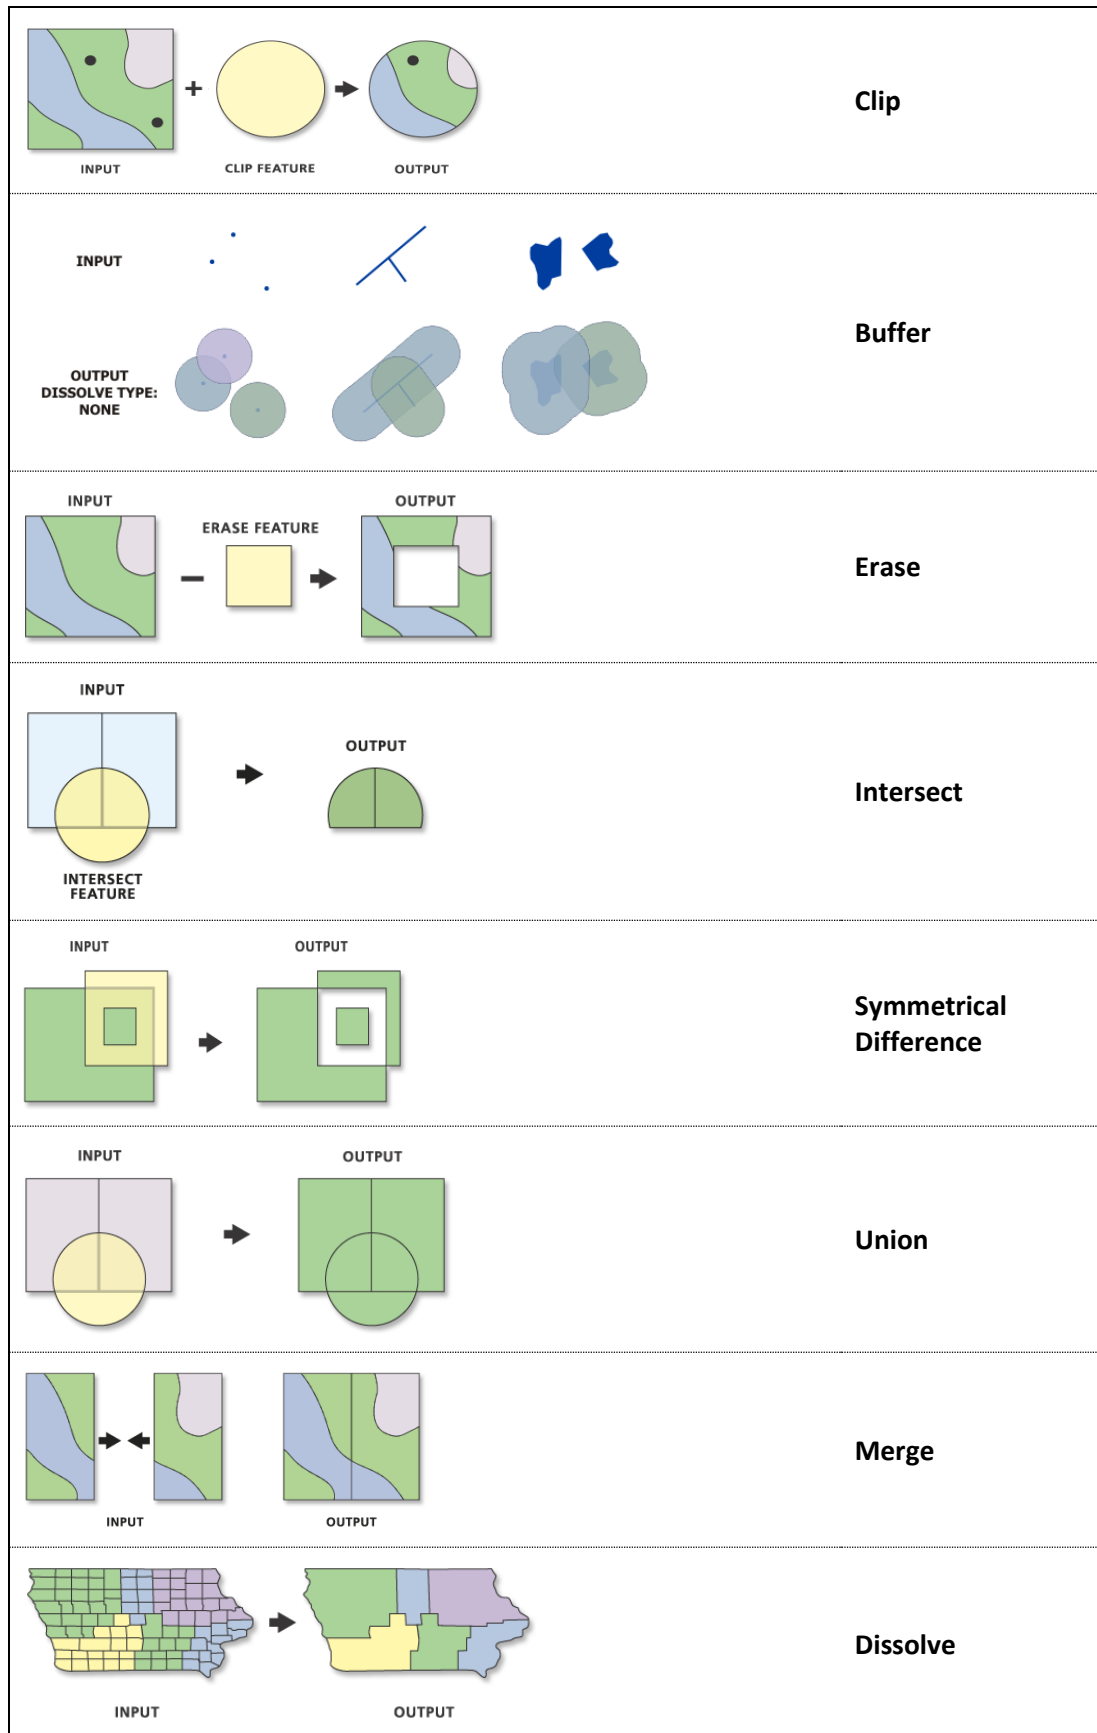 INPUT
+
CLIP FEATURE
OUTPUT
Clip
INPUT
OUTPUT
DISSOLVE TYPE:
NONE
Buffer
INPUT
ERASE FEATURE
OUTPUT
Erase
INPUT
INTERSECT
FEATURE
OUTPUT
Intersect
INPUT
OUTPUT
Symmetrical
Difference
INPUT
OUTPUT
Union
INPUT
OUTPUT
Merge
INPUT
OUTPUT
Dissolve